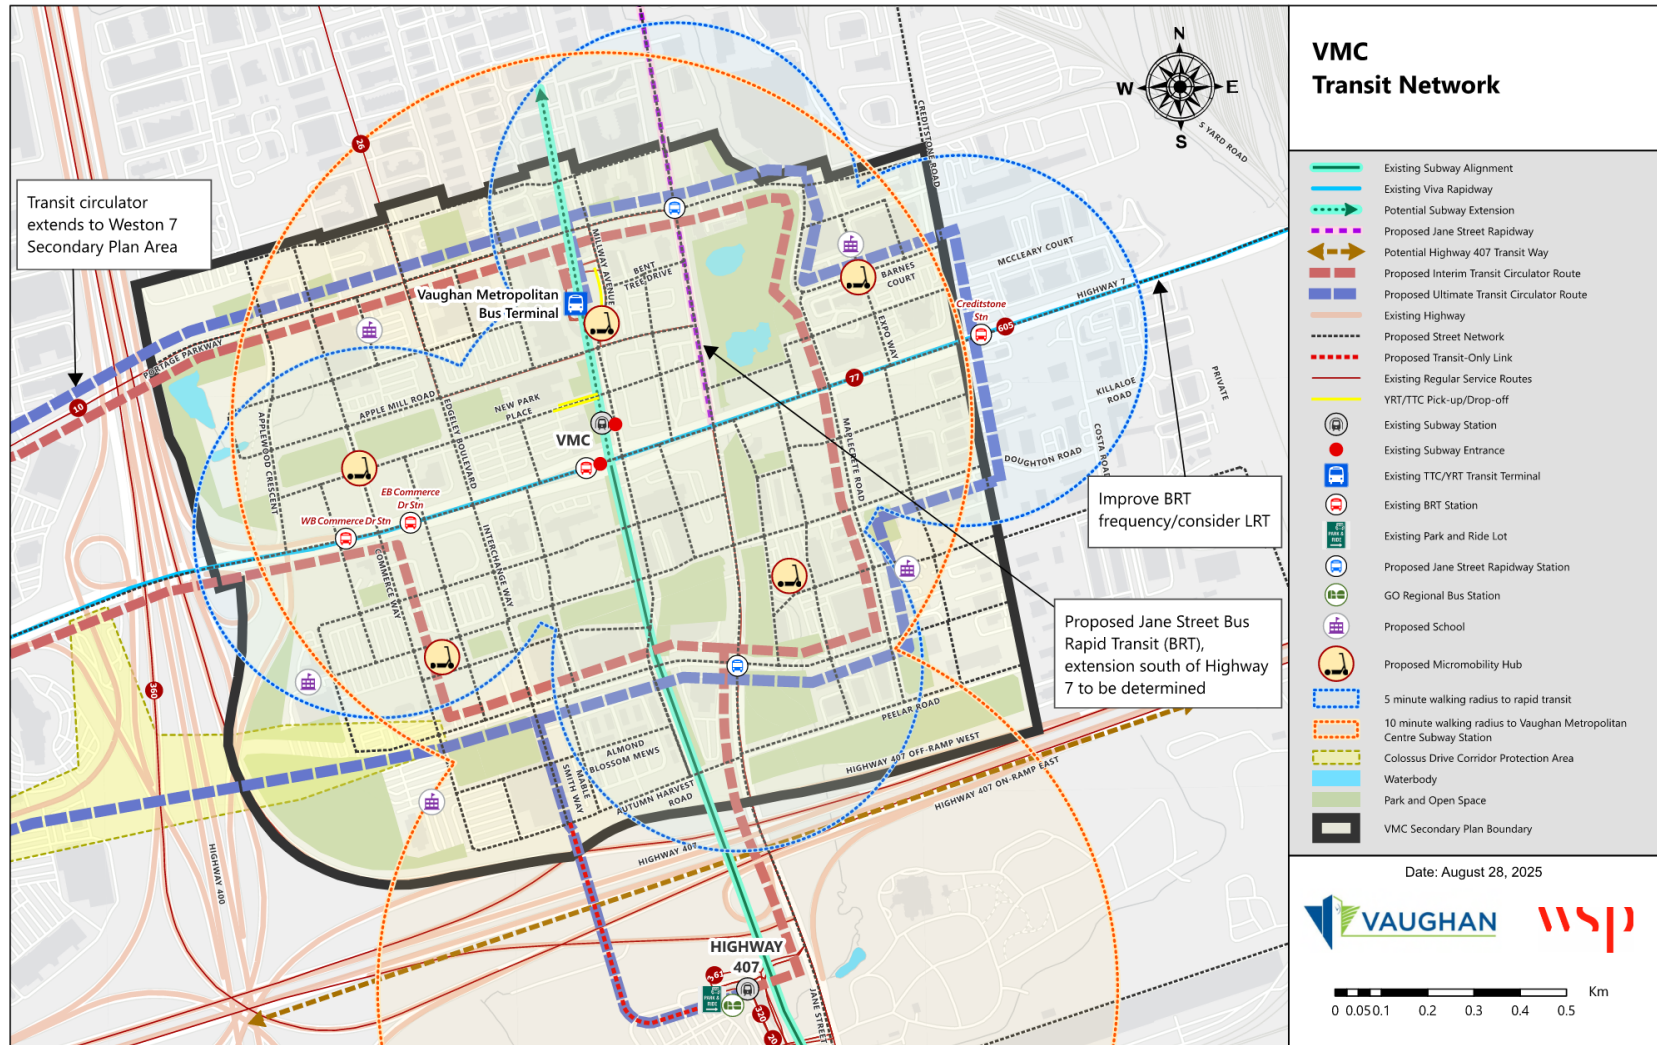 VMC
Transit Network
Existing Subway Alignment
Existing Viva Rapidway
Potential Subway Extension
Proposed Jane Street Rapidway
Potential Highway 407 Transit Way
Proposed Interim Transit Circulator Route
Proposed Ultimate Transit Circulator Route
Existing Highway
Proposed Street Network
Proposed Transit-Only Link
Existing Regular Service Routes
YRT/TTC Pick-up/Drop-off
Existing Subway Station
Existing Subway Entrance
Existing TTC/YRT Transit Terminal
Existing BRT Station
PARK &
RIDE
Existing Park and Ride Lot
Proposed Jane Street Rapidway Station
GO Regional Bus Station
Proposed School
Proposed Micromobility Hub
5 minute walking radius to rapid transit
10 minute walking radius to Vaughan Metropolitan
Centre Subway Station
Colossus Drive Corridor Protection Area
Waterbody
Park and Open Space
VMC Secondary Plan Boundary
Date: August 28, 2025
VAUGHAN
wsp
Km
0 0.050.1 0.2 0.3 0.4 0.5
N
W
E
S
S YARD ROAD
CREDITSTONE ROAD
26
Transit circulator
extends to Weston 7
Secondary Plan Area
MILLWAY AVENUE
BENT
TREE DRIVE
BARNES
COURT
MCCLEARY COURT
HIGHWAY 7
Vaughan Metropolitan
Bus Terminal
Creditstone
Stn
605
EXPO WAY
PORTAGE PARKWAY
10
77
KILLALOE
ROAD
PRIVATE
APPLE MILL ROAD
NEW PARK
PLACE
EDGELEY BOULEVARD
APPLEWOOD CRESCENT
VMC
MAPLECRETE ROAD
DOUGHTON ROAD
COSTA ROAD
EB Commerce
Dr Stn
WB Commerce Dr Stn
Improve BRT
frequency/consider LRT
COMMERCE WAY
INTERCHANGE WAY
Proposed Jane Street Bus
Rapid Transit (BRT),
extension south of Highway
7 to be determined
360
PEELAR ROAD
ALMOND
BLOSSOM MEWS
MABLE
SMITH WAY
AUTUMN HARVEST
ROAD
HIGHWAY 407 OFF-RAMP WEST
HIGHWAY 407 ON-RAMP EAST
HIGHWAY 407
HIGHWAY 400
HIGHWAY
407
361
PARK &
RIDE
320
20
JANE STREET